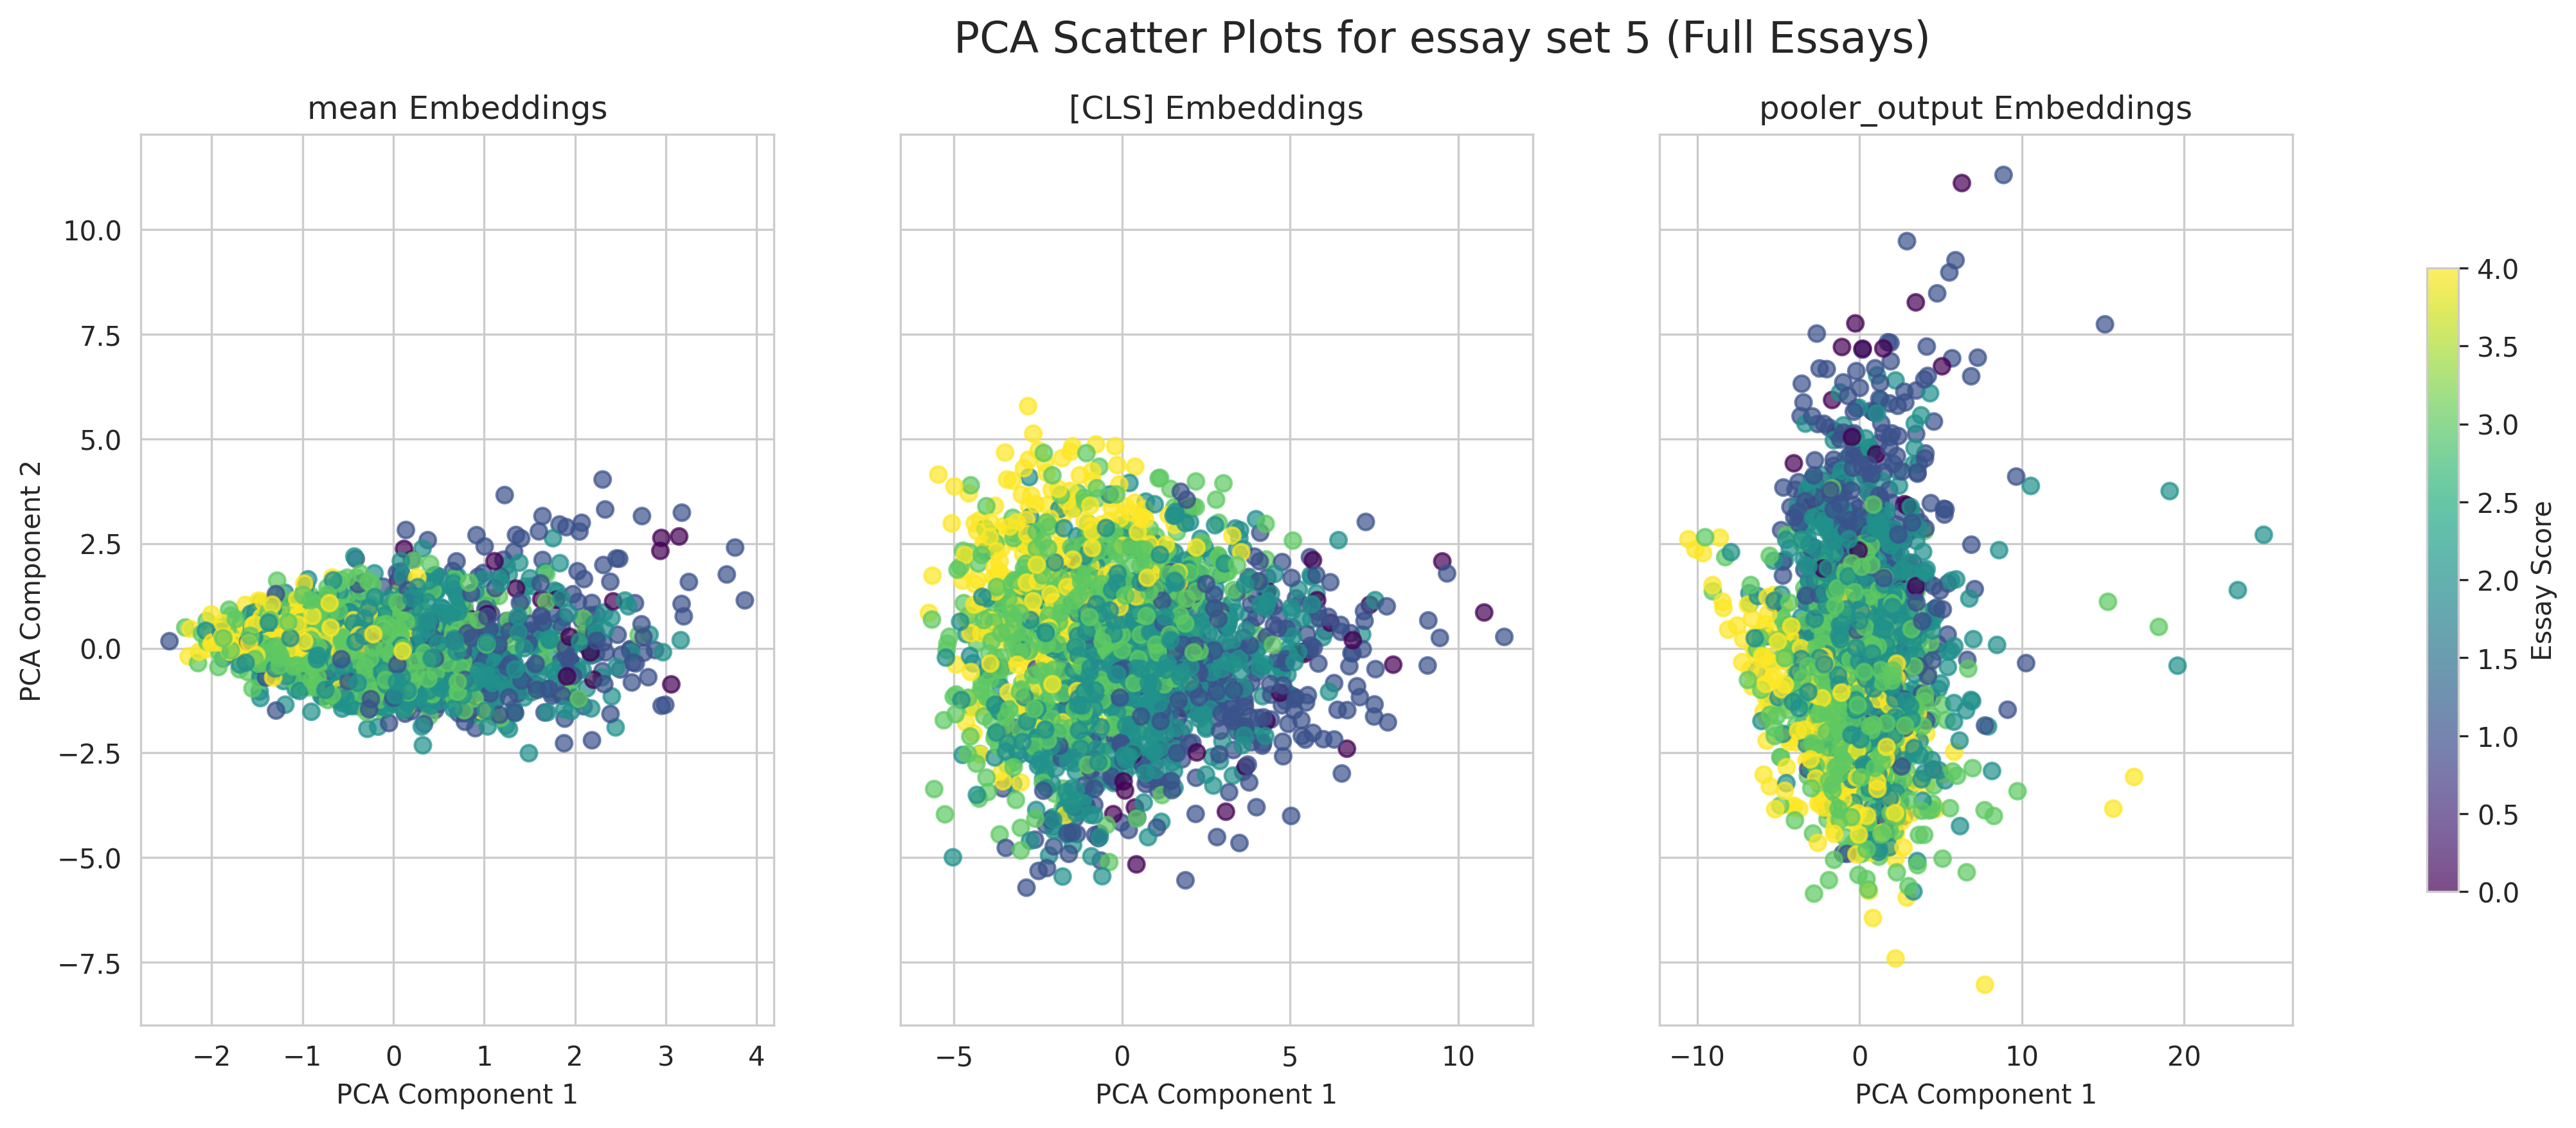 PCA Scatter Plots for essay set 5 (Full Essays)
mean Embeddings
[CLS] Embeddings
pooler_output Embeddings
PCA Component 2
10.0
7.5
5.0
2.5
0.0
−2.5
−5.0
−7.5
−2 −1 0 1 2 3 4
PCA Component 1
−5 0 5 10
PCA Component 1
−10 0 10 20
PCA Component 1
4.0
3.5
3.0
2.5
2.0
1.5
1.0
0.5
0.0
Essay Score